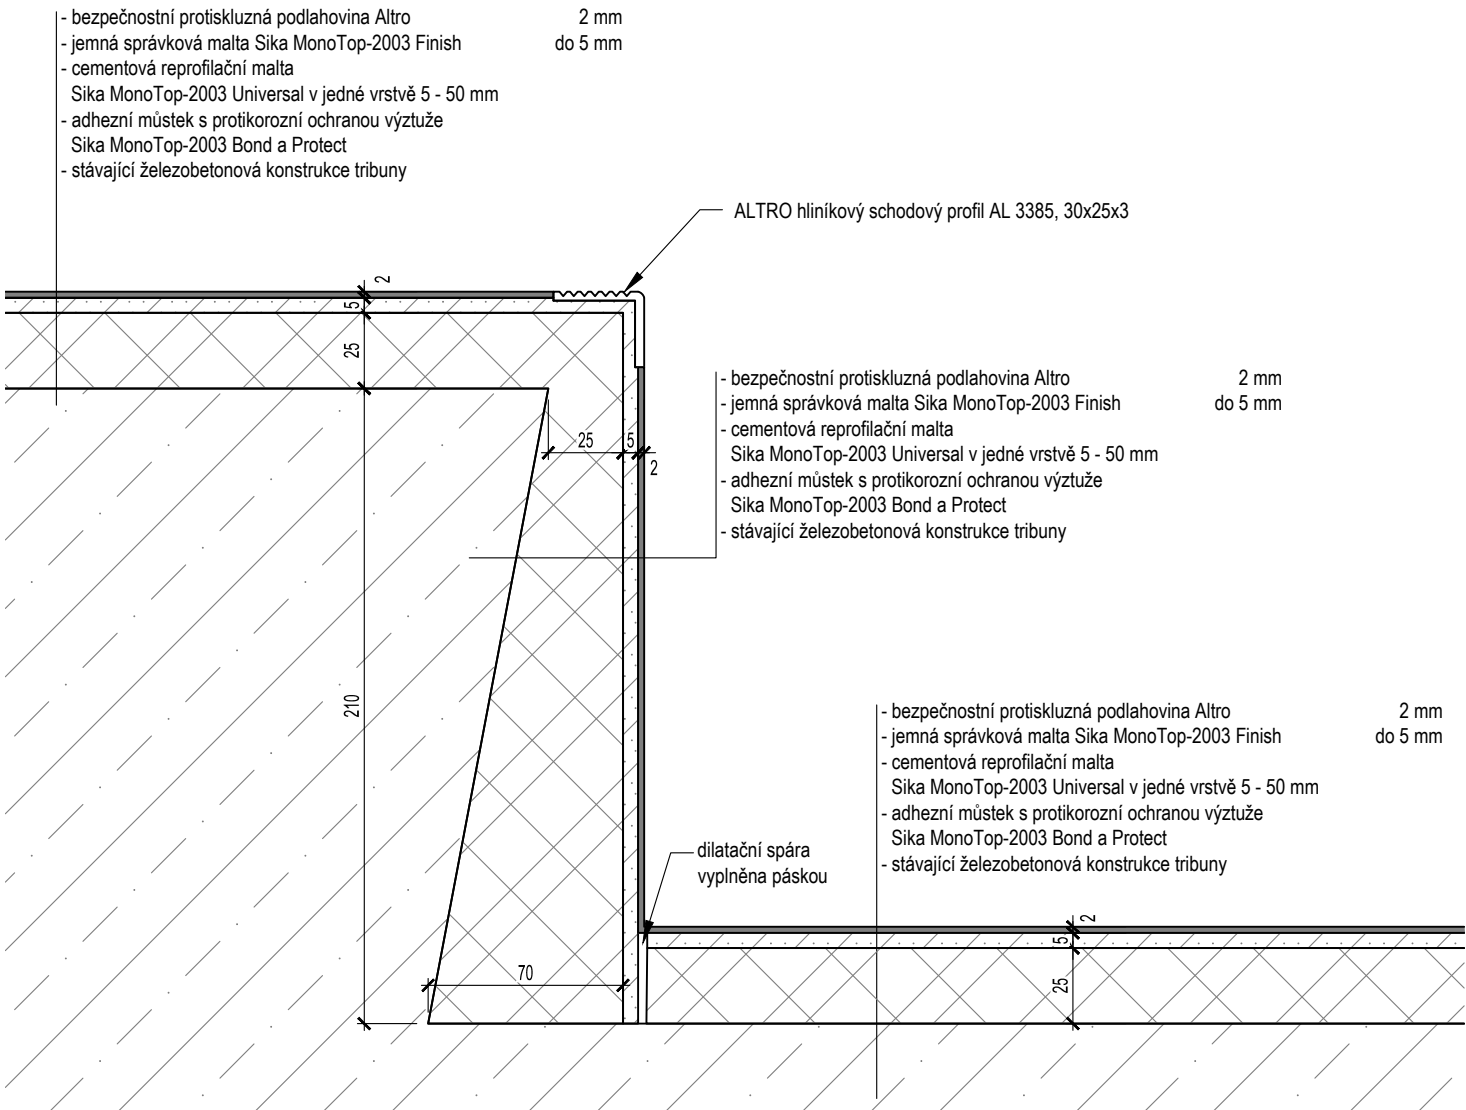 - bezpečnostní protiskluzná podlahovina Altro 2 mm
- jemná správková malta Sika MonoTop-2003 Finish do 5 mm
- cementová reprofilační malta
Sika MonoTop-2003 Universal v jedné vrstvě 5 - 50 mm
- adhezní můstek s protikorozní ochranou výztuže
Sika MonoTop-2003 Bond a Protect
- stávající železobetonová konstrukce tribuny
ALTRO hliníkový schodový profil AL 3385, 30x25x3
2
5
25
- bezpečnostní protiskluzná podlahovina Altro 2 mm
- jemná správková malta Sika MonoTop-2003 Finish do 5 mm
- cementová reprofilační malta
Sika MonoTop-2003 Universal v jedné vrstvě 5 - 50 mm
- adhezní můstek s protikorozní ochranou výztuže
Sika MonoTop-2003 Bond a Protect
- stávající železobetonová konstrukce tribuny
25 5
2
210
- bezpečnostní protiskluzná podlahovina Altro 2 mm
- jemná správková malta Sika MonoTop-2003 Finish do 5 mm
- cementová reprofilační malta
Sika MonoTop-2003 Universal v jedné vrstvě 5 - 50 mm
- adhezní můstek s protikorozní ochranou výztuže
Sika MonoTop-2003 Bond a Protect
- stávající železobetonová konstrukce tribuny
dilatační spára
vyplněna páskou
2
5
25
70